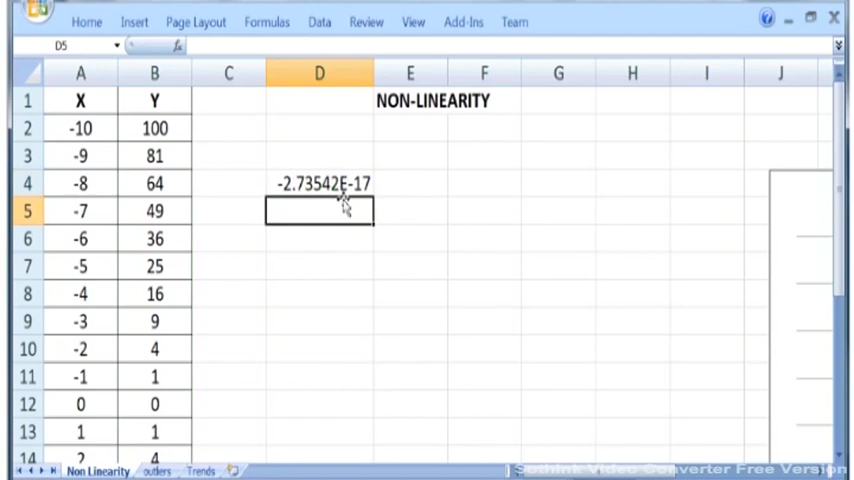 Home Insert Page Layout Formulas Data Review View Add-Ins Team
D5 fx
A B C D E F G H I J
1 X Y NON-LINEARITY
2 -10 100
3 -9 81
4 -8 64 -2.73542E-17
5 -7 49
6 -6 36
7 -5 25
8 -4 16
9 -3 9
10 -2 4
11 -1 1
12 0 0
13 1 1
14 2 4
Non Linearity outliers Trends
Sothink Video Converter Free Version